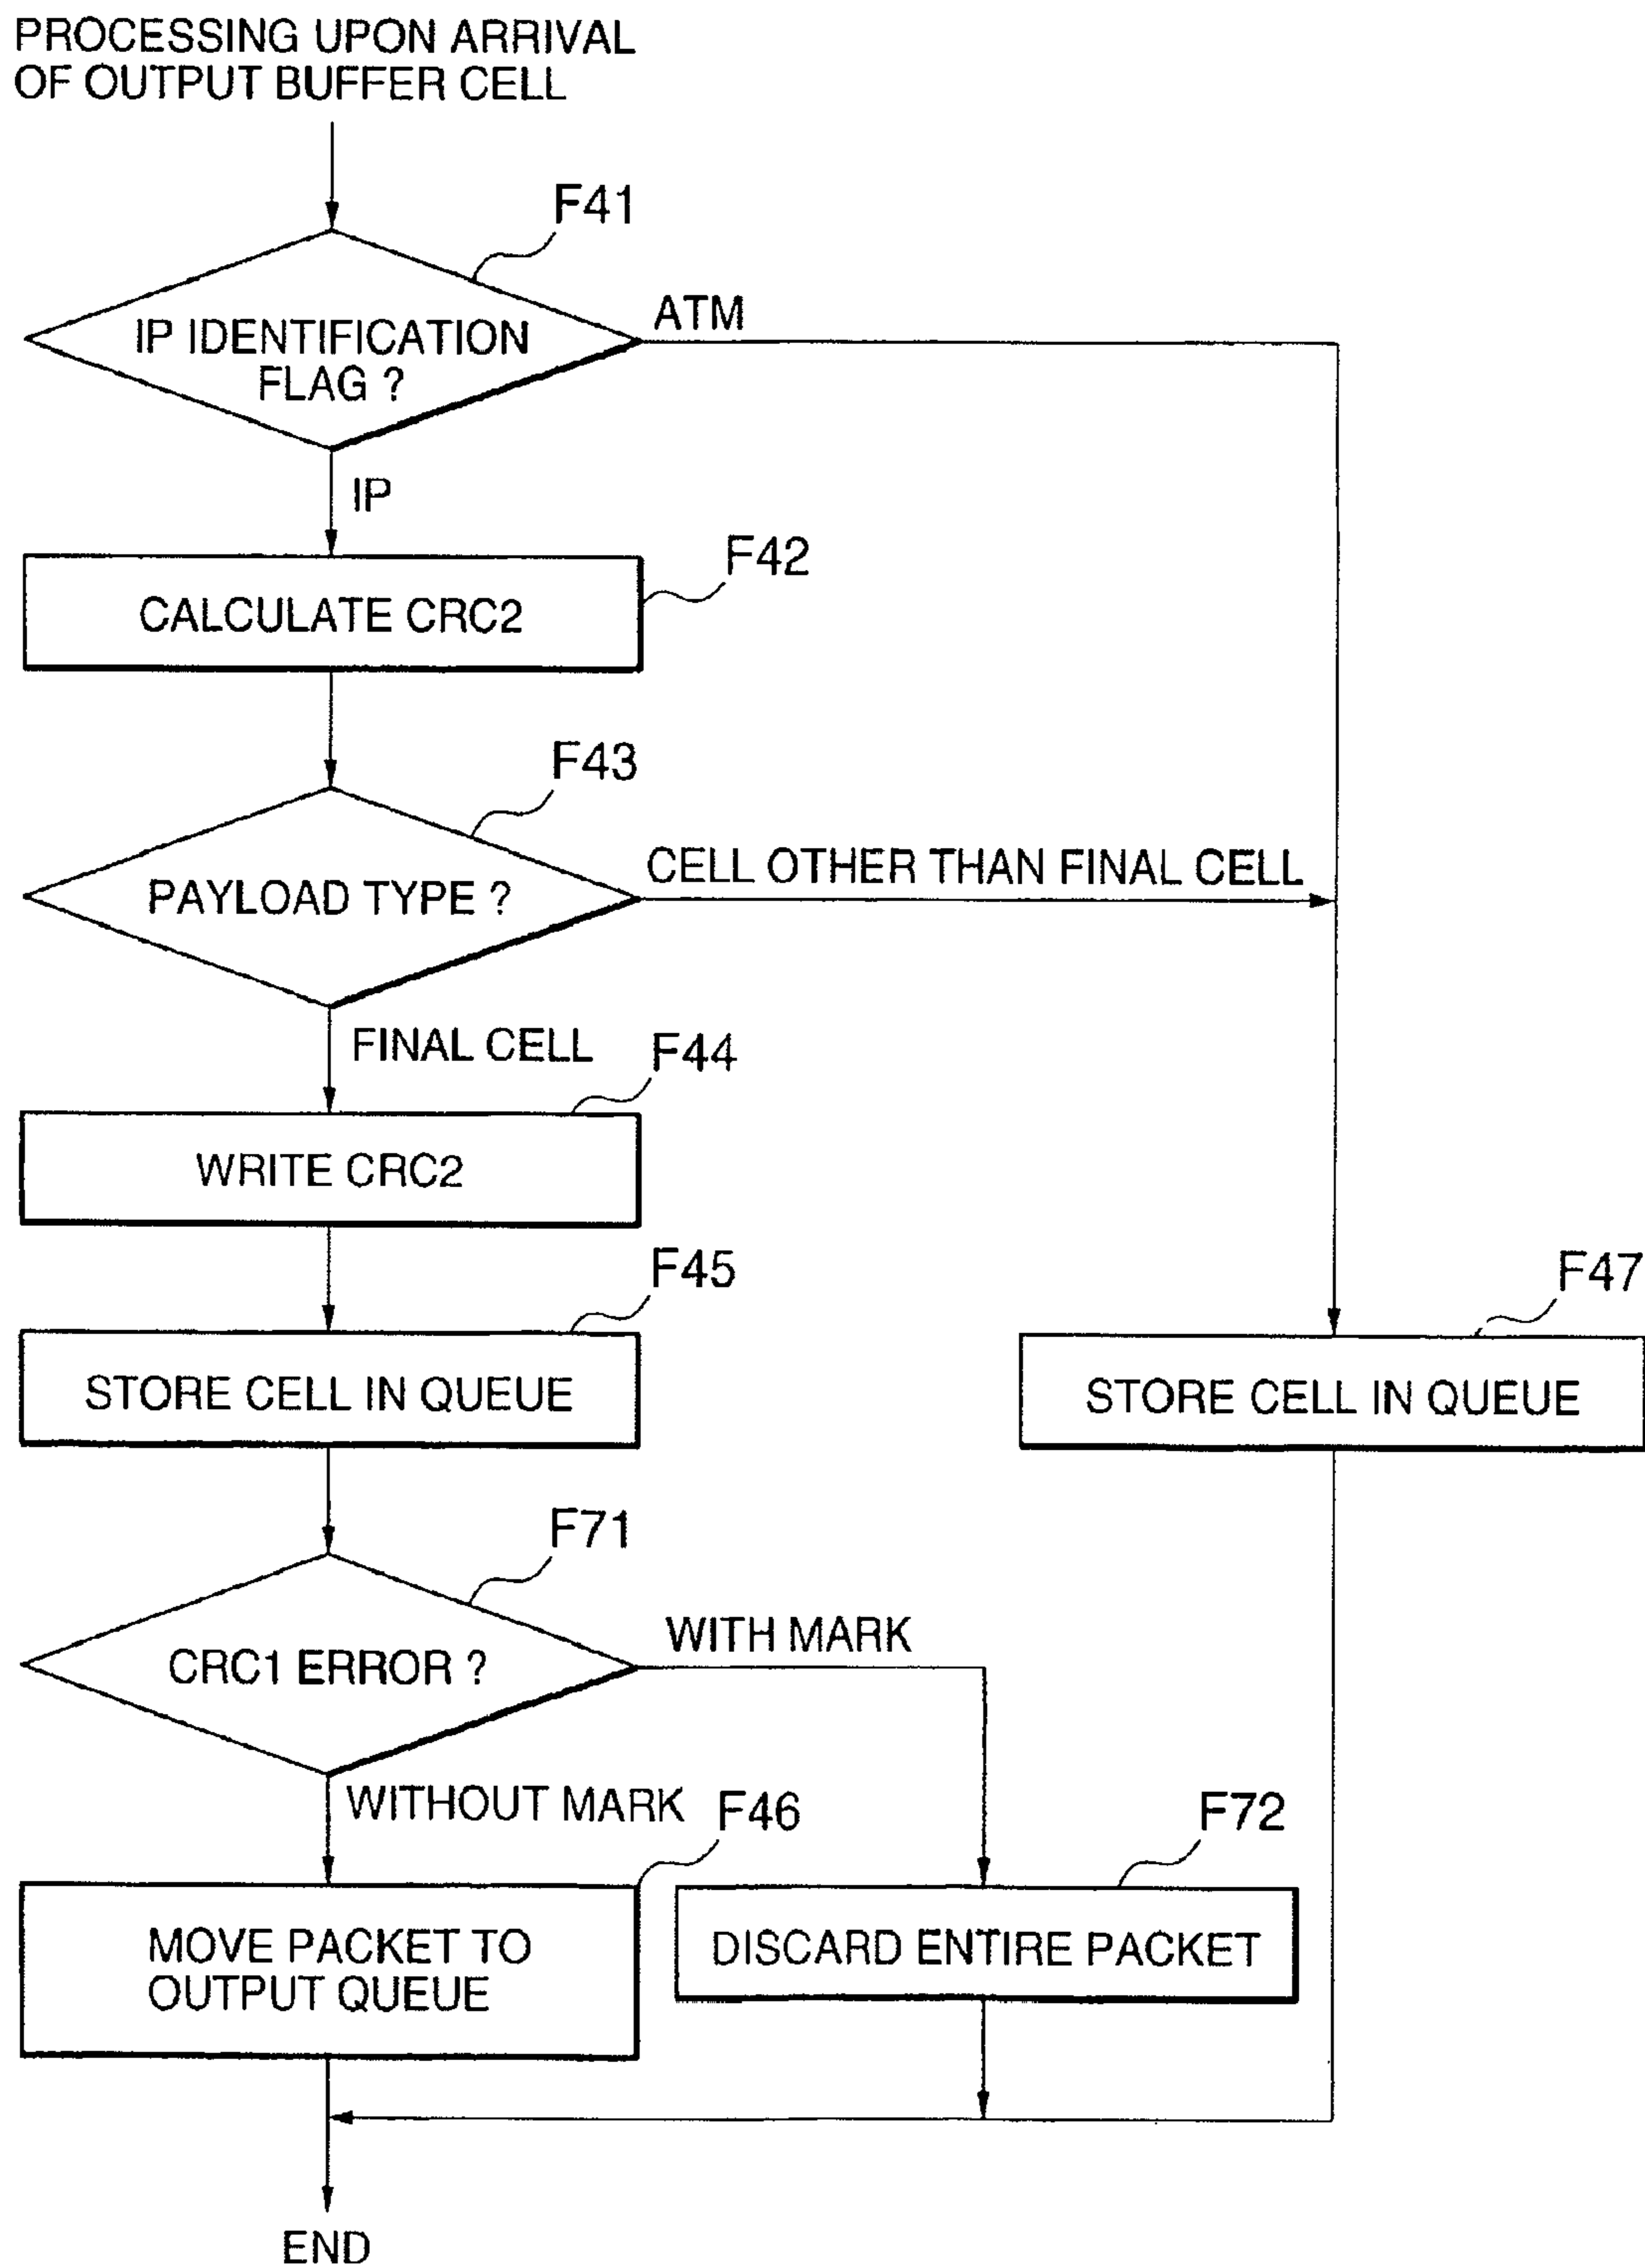 PROCESSING UPON ARRIVAL
OF OUTPUT BUFFER CELL
F41
ATM
IP IDENTIFICATION
FLAG ?
IP
F42
CALCULATE CRC2
F43
CELL OTHER THAN FINAL CELL
PAYLOAD TYPE ?
FINAL CELL
F44
WRITE CRC2
F45
F47
STORE CELL IN QUEUE
STORE CELL IN QUEUE
F71
WITH MARK
CRC1 ERROR ?
WITHOUT MARK
F46
F72
MOVE PACKET TO
OUTPUT QUEUE
DISCARD ENTIRE PACKET
END